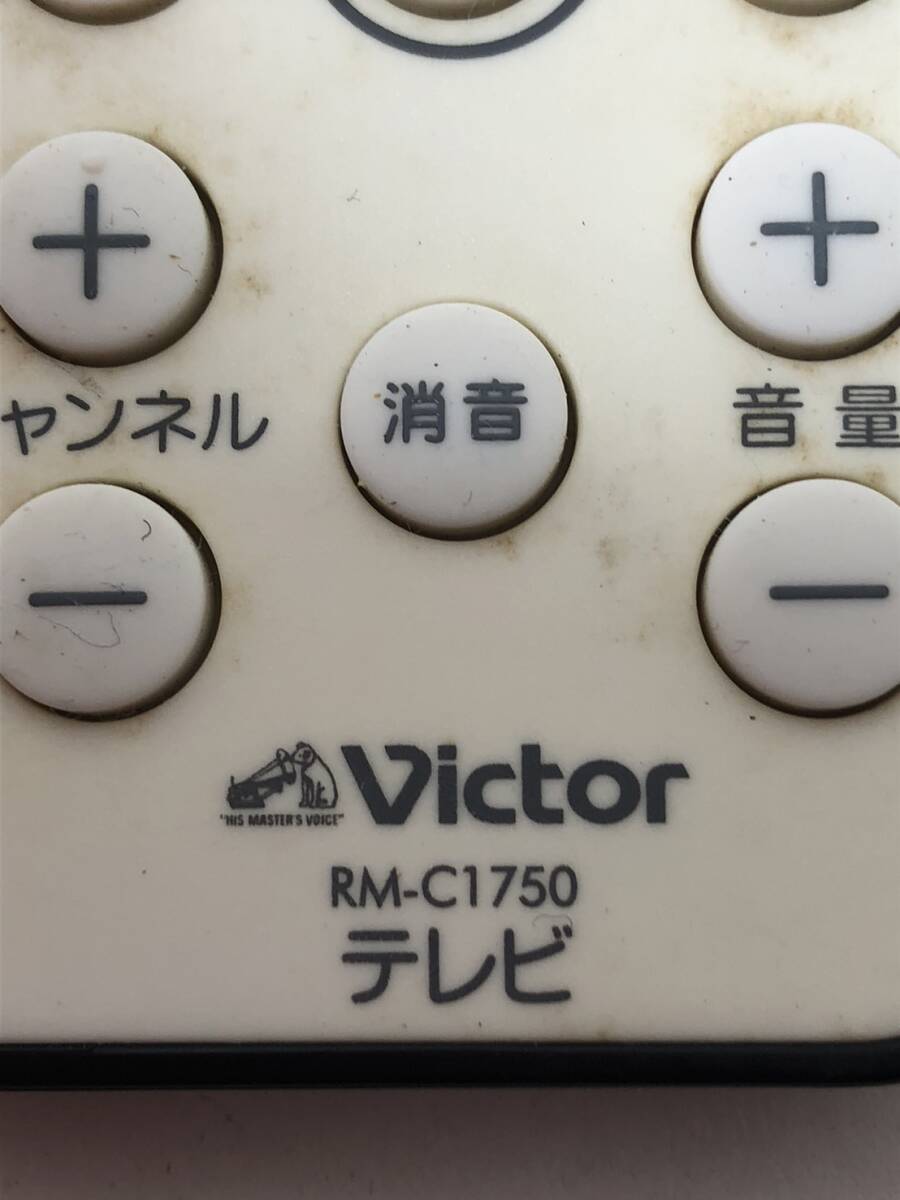 + +
消音
ャンネル 音量
− −
Victor
"HIS MASTER'S VOICE"
RM-C1750
テレビ